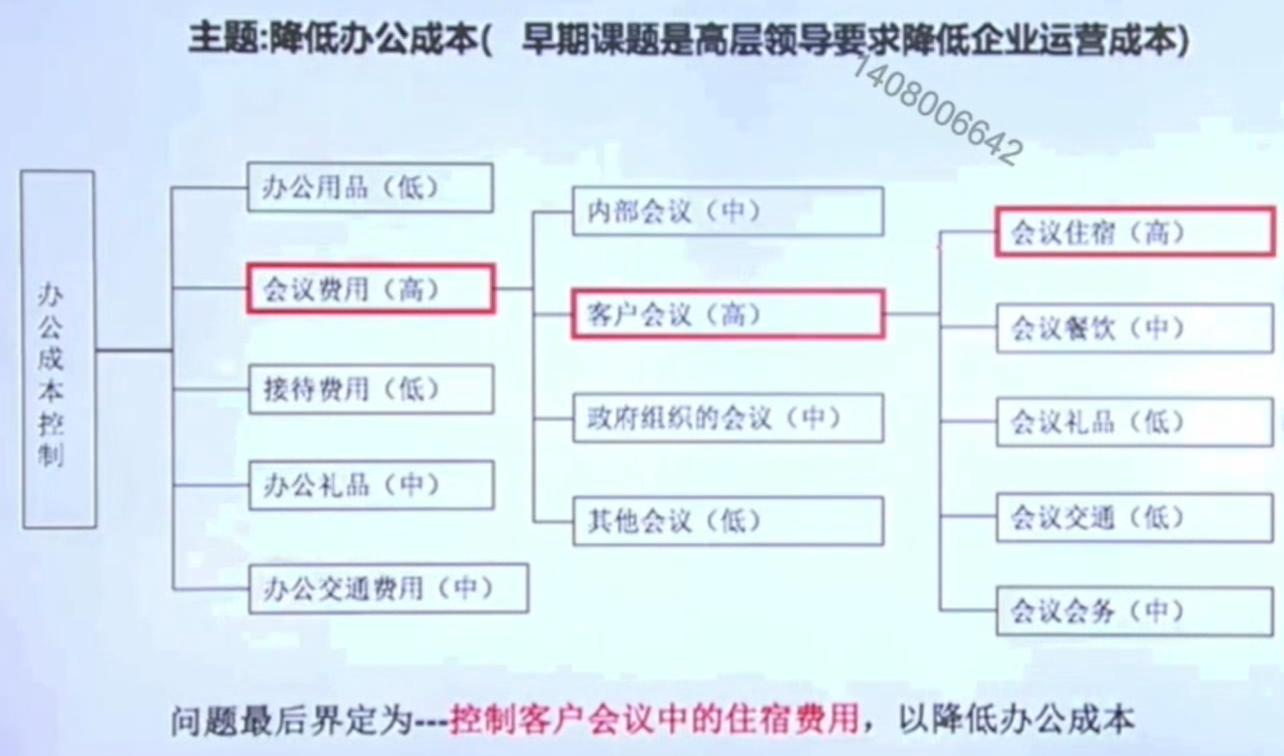 主题:降低办公成本( 早期课题是高层领导要求降低企业运营成本)
1408006642
办公成本控制
办公用品（低）
会议费用（高）
接待费用（低）
办公礼品（中）
办公交通费用（中）
内部会议（中）
客户会议（高）
政府组织的会议（中）
其他会议（低）
会议住宿（高）
会议餐饮（中）
会议礼品（低）
会议交通（低）
会议会务（中）
问题最后界定为---控制客户会议中的住宿费用，以降低办公成本